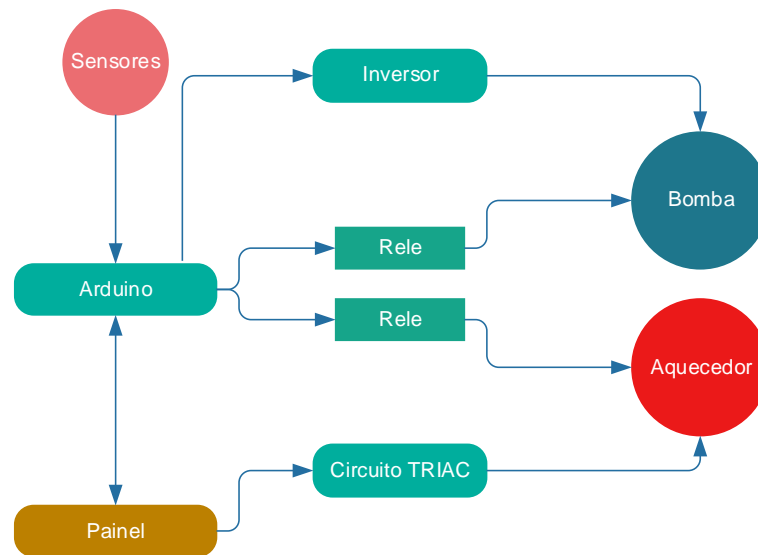 Sensores
Inversor
Bomba
Rele
Arduino
Rele
Aquecedor
Circuito TRIAC
Painel